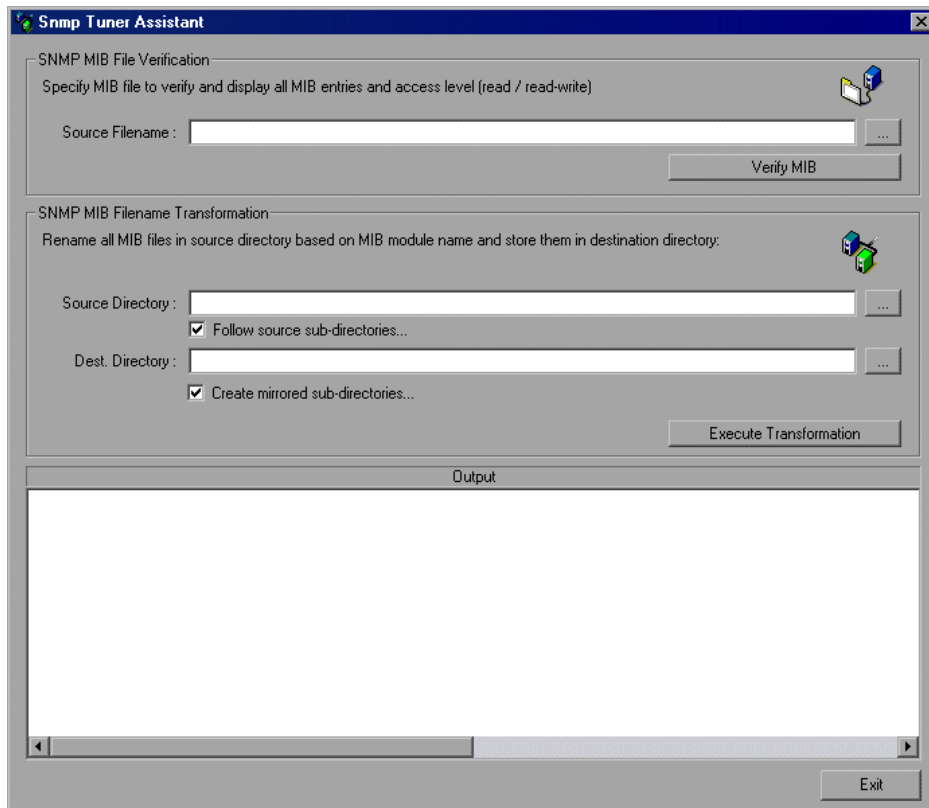 Snmp Tuner Assistant
SNMP MIB File Verification
Specify MIB file to verify and display all MIB entries and access level (read / read-write)
Source Filename :
...
Verify MIB
SNMP MIB Filename Transformation
Rename all MIB files in source directory based on MIB module name and store them in destination directory:
Source Directory :
...
Follow source sub-directories...
Dest. Directory :
...
Create mirrored sub-directories...
Execute Transformation
Output
Exit